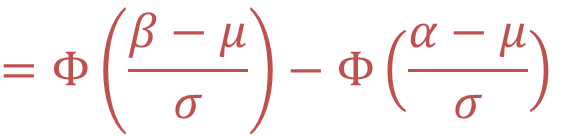 = Φ ( (β − μ) / σ ) − Φ ( (α − μ) / σ )